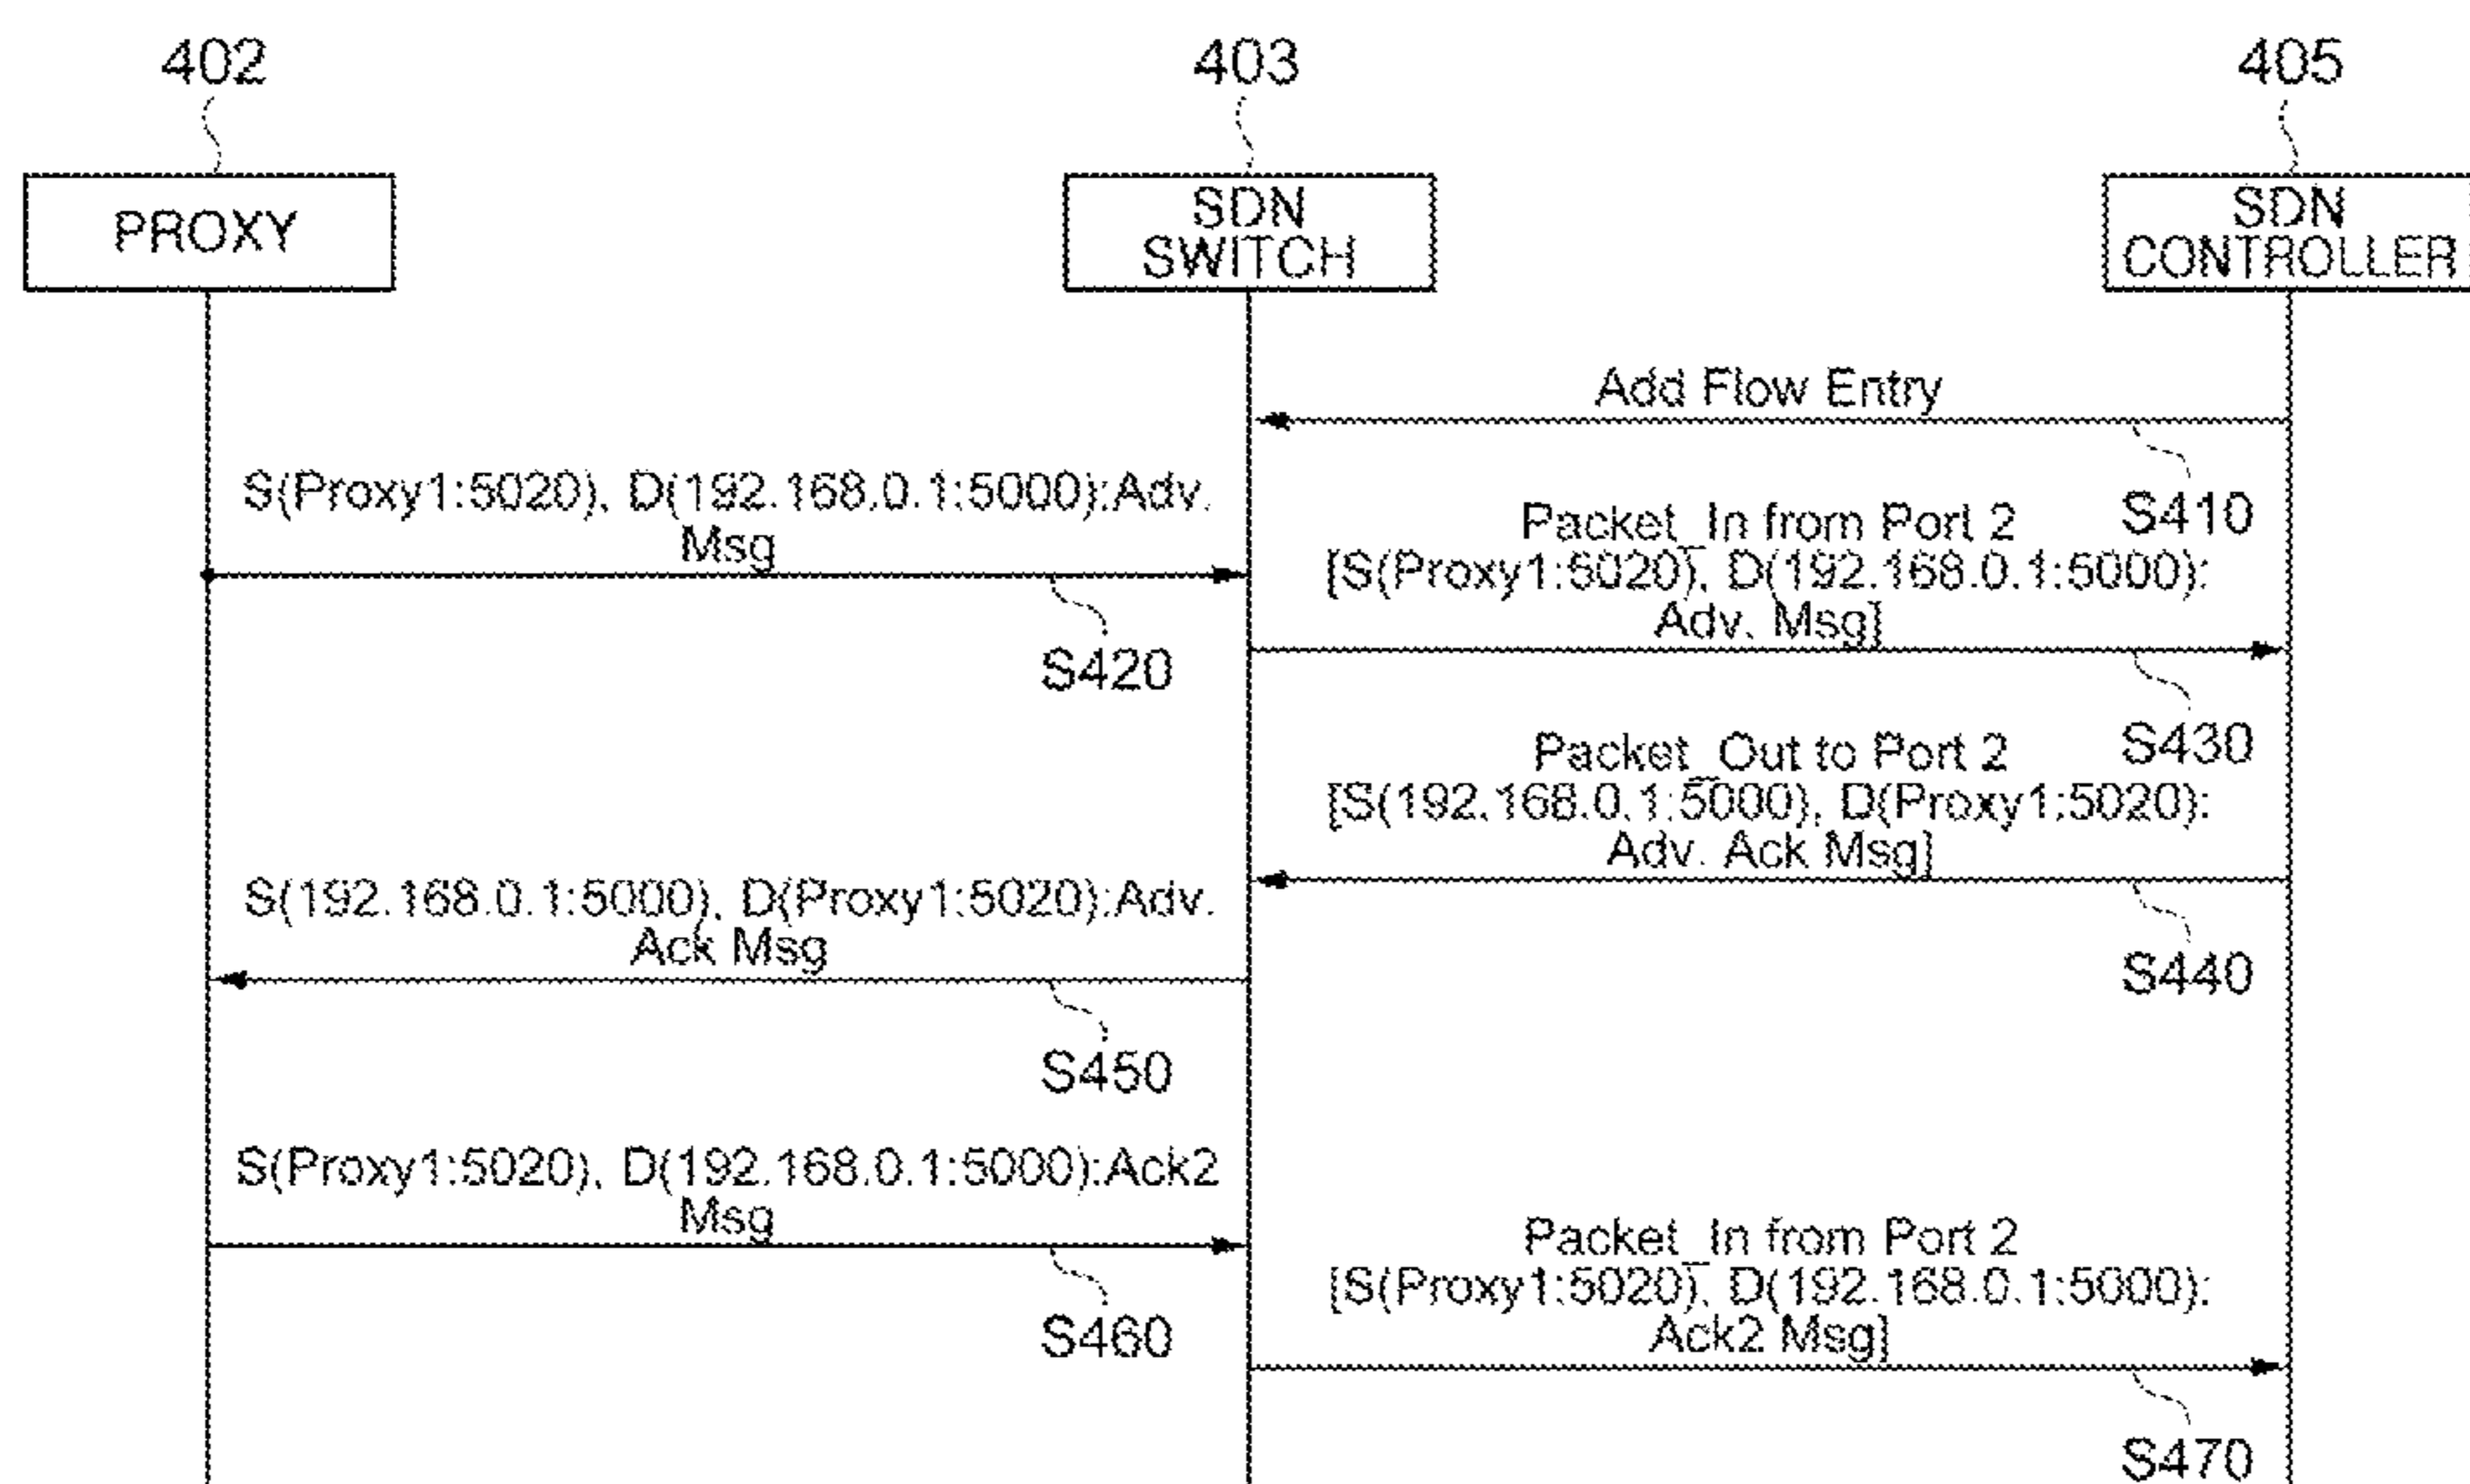 402
403
405
PROXY
SDN
SWITCH
SDN
CONTROLLER
Add Flow Entry
S410
S(Proxy1:5020), D(192.168.0.1:5000):Adv.
Msg
S420
Packet_In from Port 2
[S(Proxy1:5020), D(192.168.0.1:5000):
Adv. Msg]
S430
Packet_Out to Port 2
[S(192.168.0.1:5000), D(Proxy1:5020):
Adv. Ack Msg]
S440
S(192.168.0.1:5000), D(Proxy1:5020):Adv.
Ack Msg
S450
S(Proxy1:5020), D(192.168.0.1:5000):Ack2
Msg
S460
Packet_In from Port 2
[S(Proxy1:5020), D(192.168.0.1:5000):
Ack2 Msg]
S470